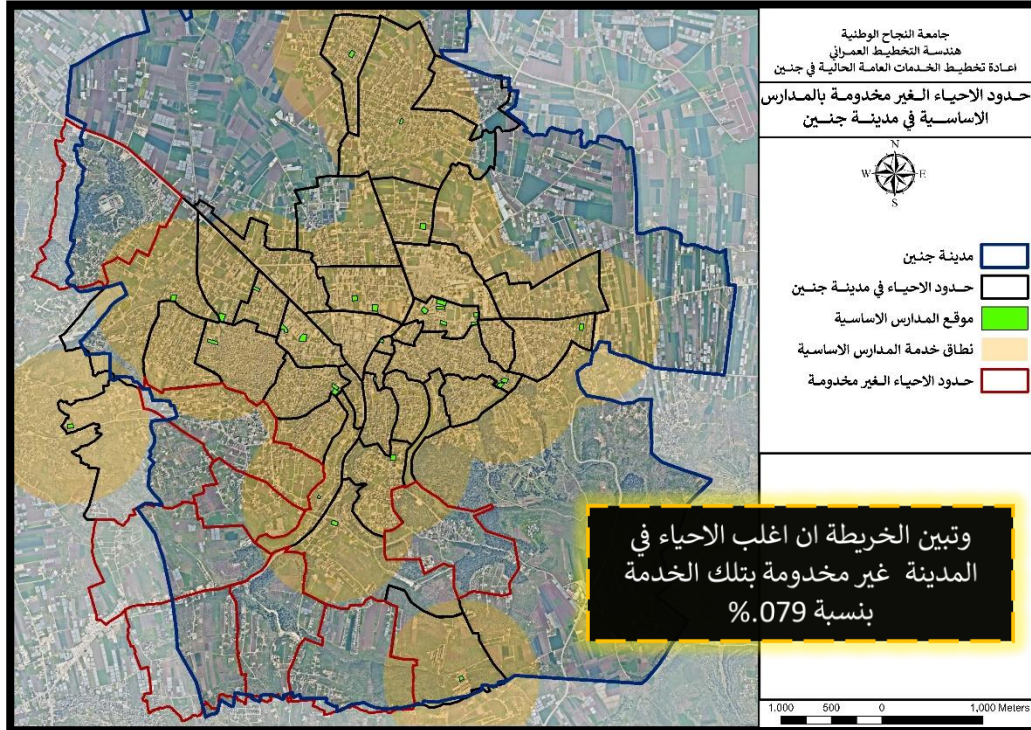 جامعة النجاح الوطنية
هندسة التخطيط العمراني
اعادة تخطيط الخدمات العامة الحالية في جنين
حدود الاحياء الغير مخدومة بالمدارس
الاساسية في مدينة جنين
N
W E
S
مدينة جنين
حدود الاحياء في مدينة جنين
موقع المدارس الاساسية
نطاق خدمة المدارس الاساسية
حدود الاحياء الغير مخدومة
وتبين الخريطة ان اغلب الاحياء في
المدينة غير مخدومة بتلك الخدمة
بنسبة 079.%
1,000 500 0 1,000 Meters